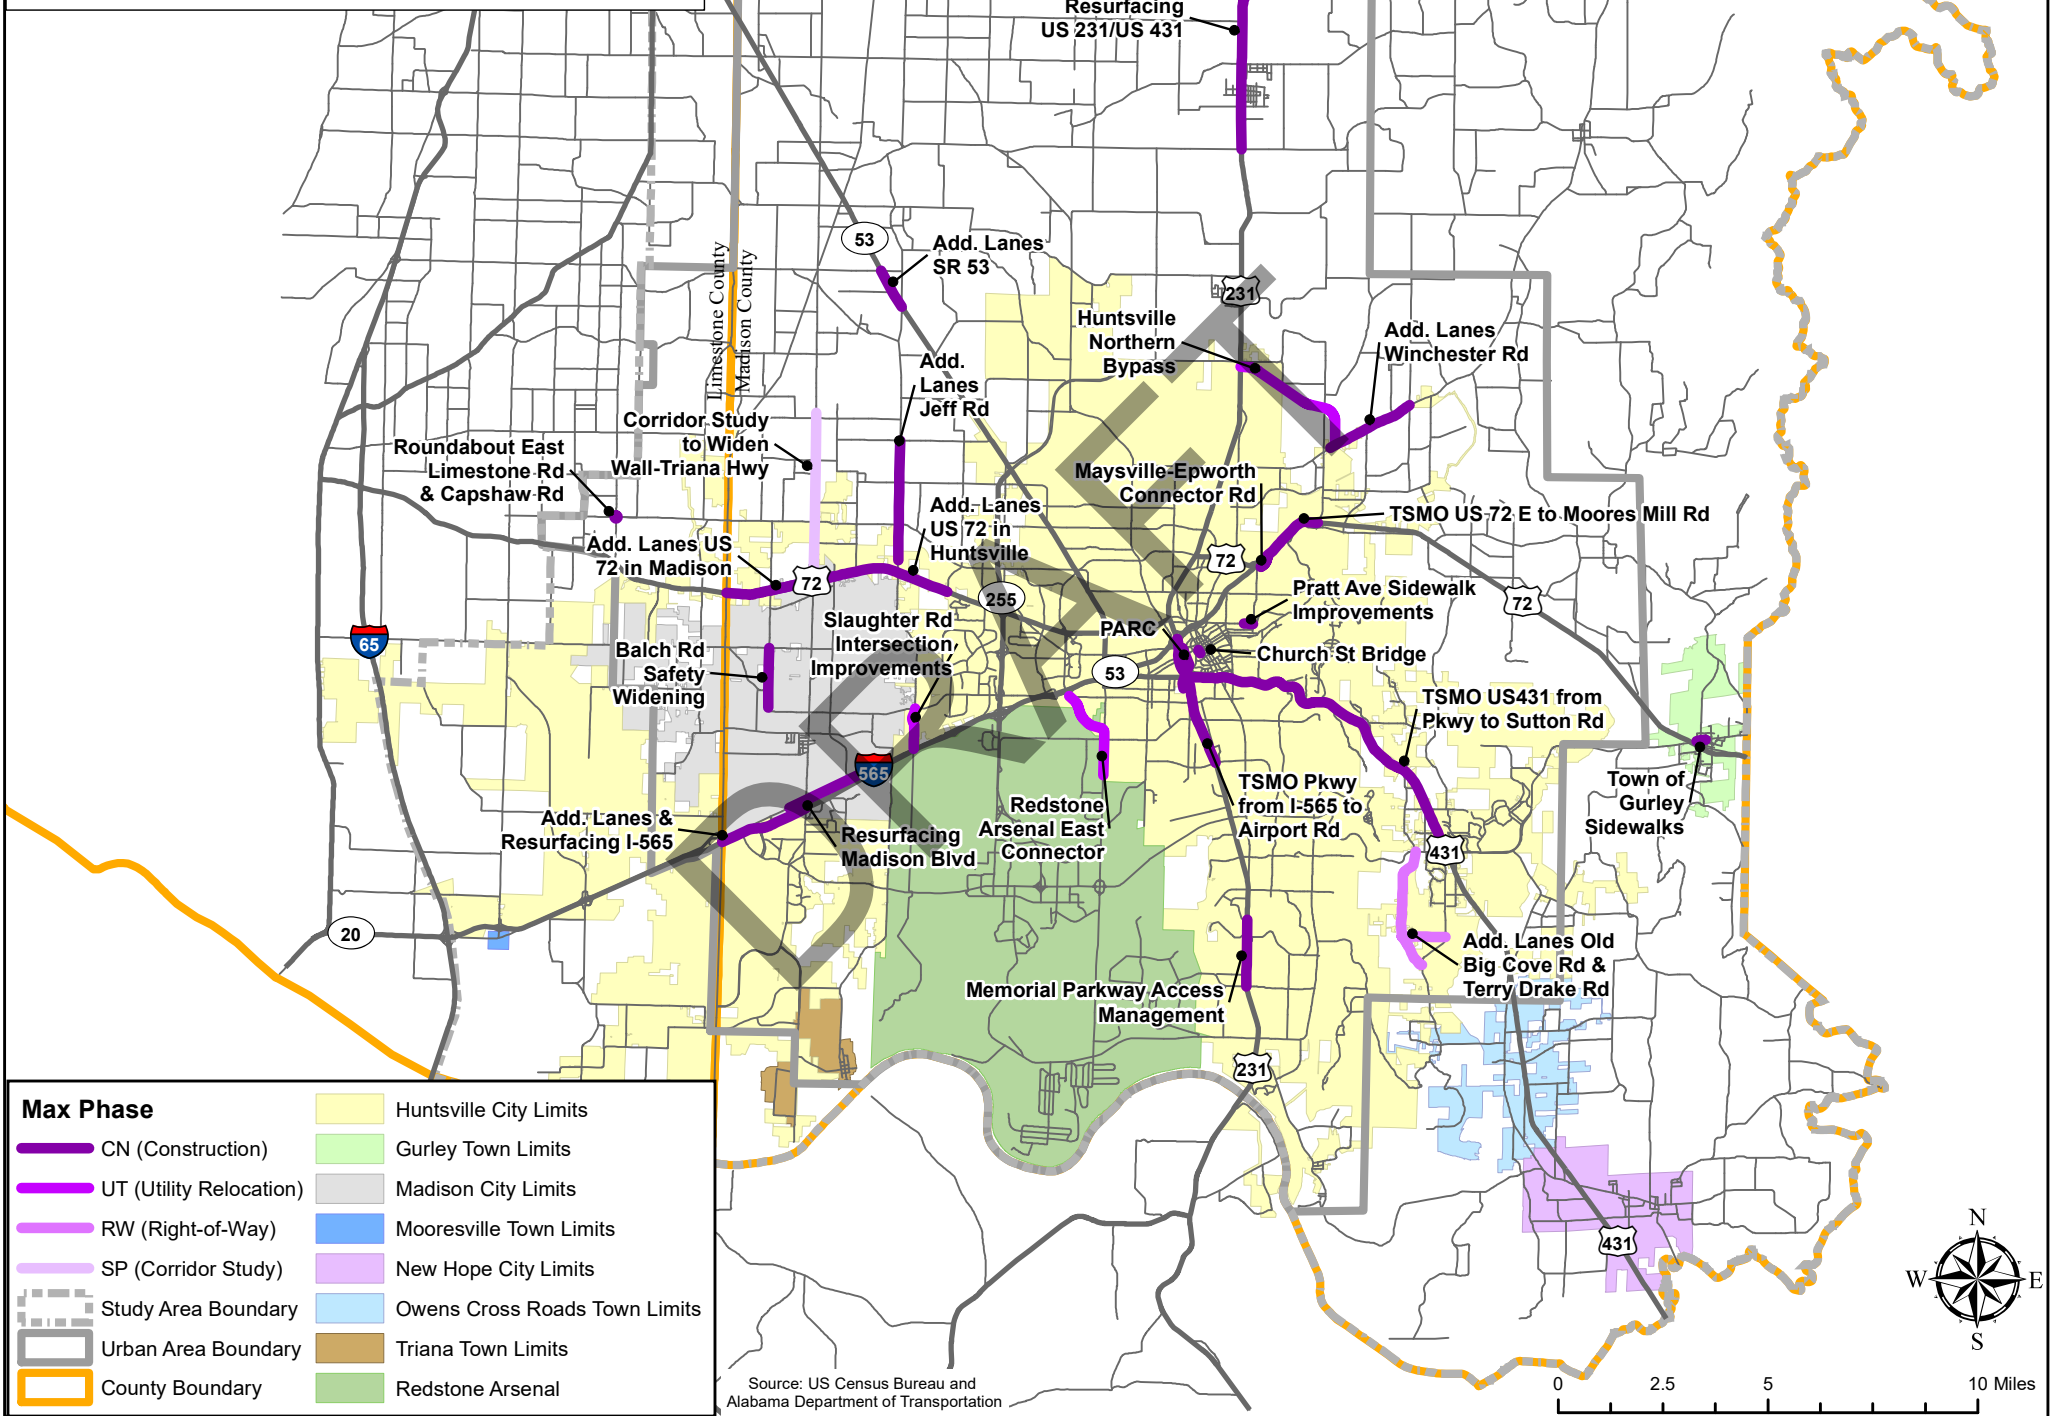 Resurfacing
US 231/US 431
53
Add. Lanes
SR 53
Limestone County
Madison County
231
Huntsville
Northern
Bypass
Add. Lanes
Winchester Rd
Add.
Lanes
Jeff Rd
Corridor Study
to Widen
Wall-Triana Hwy
Roundabout East
Limestone Rd
& Capshaw Rd
Maysville-Epworth
Connector Rd
Add. Lanes
US 72 in
Huntsville
TSMO US 72 E to Moores Mill Rd
Add. Lanes US
72 in Madison
72
72
72
255
Pratt Ave Sidewalk
Improvements
Slaughter Rd
Intersection
Improvements
PARC
65
Balch Rd
Safety
Widening
Church St Bridge
53
TSMO US431 from
Pkwy to Sutton Rd
565
TSMO Pkwy
from I-565 to
Airport Rd
Town of
Gurley
Sidewalks
Redstone
Arsenal East
Connector
Add. Lanes &
Resurfacing I-565
Resurfacing
Madison Blvd
431
20
Add. Lanes Old
Big Cove Rd &
Terry Drake Rd
Memorial Parkway Access
Management
231
431
DRAFT
Max Phase
CN (Construction)
UT (Utility Relocation)
RW (Right-of-Way)
SP (Corridor Study)
Study Area Boundary
Urban Area Boundary
County Boundary
Huntsville City Limits
Gurley Town Limits
Madison City Limits
Mooresville Town Limits
New Hope City Limits
Owens Cross Roads Town Limits
Triana Town Limits
Redstone Arsenal
Source: US Census Bureau and
Alabama Department of Transportation
N
W E
S
0 2.5 5 10 Miles